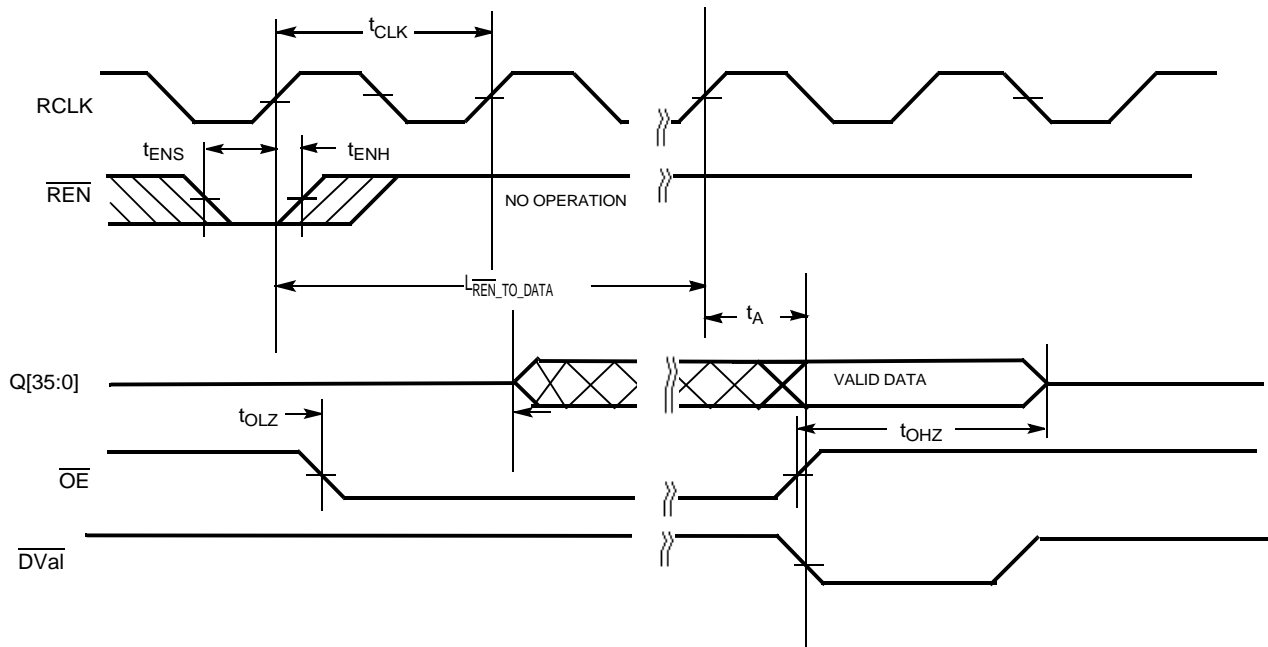 tCLK
RCLK
tENS
tENH
REN
NO OPERATION
LREN_TO_DATA
tA
Q[35:0]
VALID DATA
tOLZ
tOHZ
OE
DVal